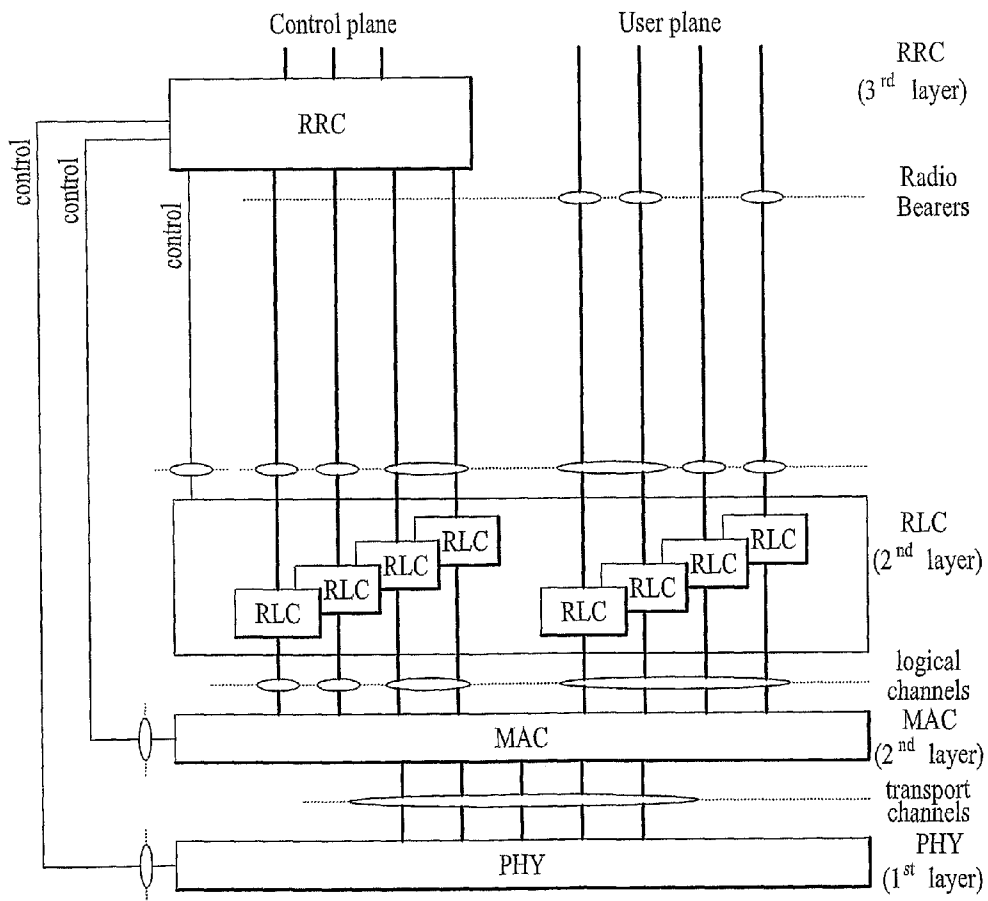 Control plane
User plane
RRC
(3rd layer)
RRC
control
control
control
Radio
Bearers
RLC
RLC
RLC
RLC
RLC
RLC
RLC
RLC
RLC
(2nd layer)
logical
channels
MAC
MAC
(2nd layer)
transport
channels
PHY
PHY
(1st layer)